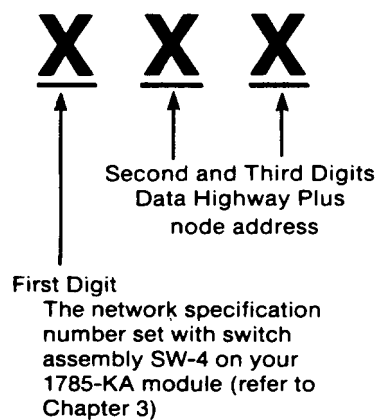 X X X
Second and Third Digits
Data Highway Plus
node address
First Digit
The network specification
number set with switch
assembly SW-4 on your
1785-KA module (refer to
Chapter 3)